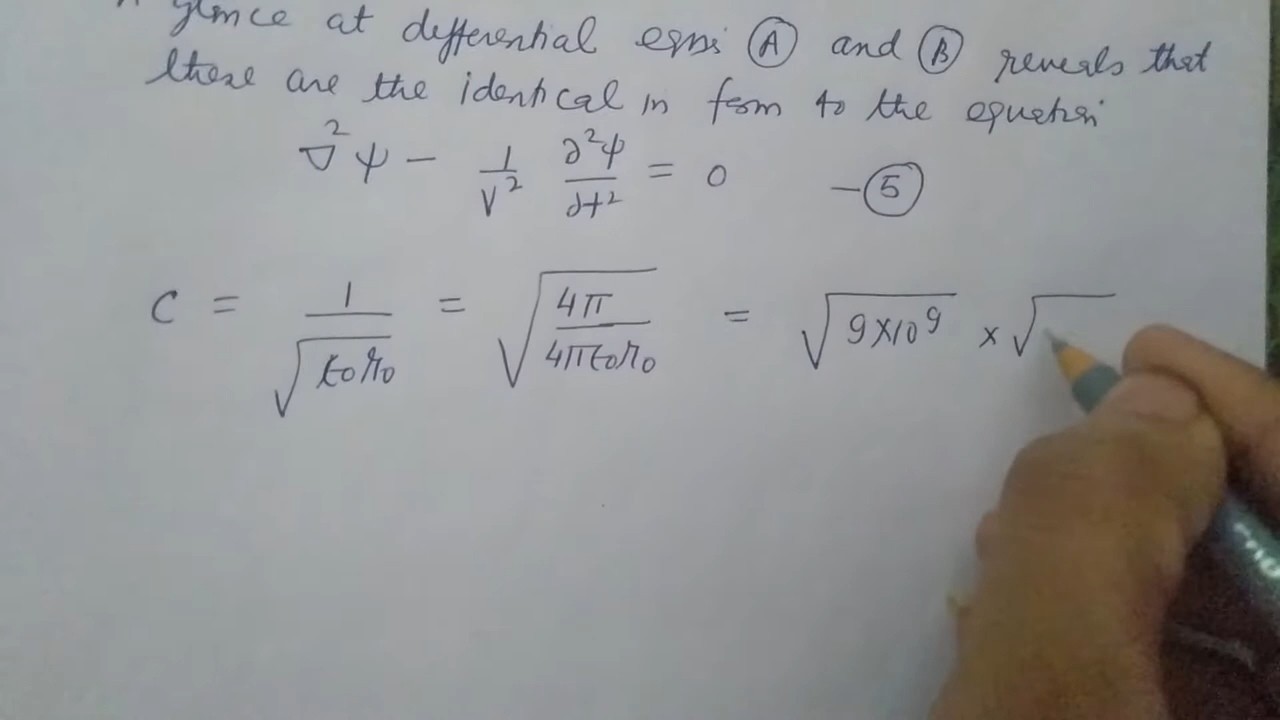 glance at differential eqns (A) and (B) reveals that
these are the identical in form to the equation
∇²ψ − 1/v² ∂²ψ/∂t² = 0 −(5)
C = 1/√(ϵ₀μ₀) = √(4π/4πϵ₀μ₀) = √(9×10⁹) × √